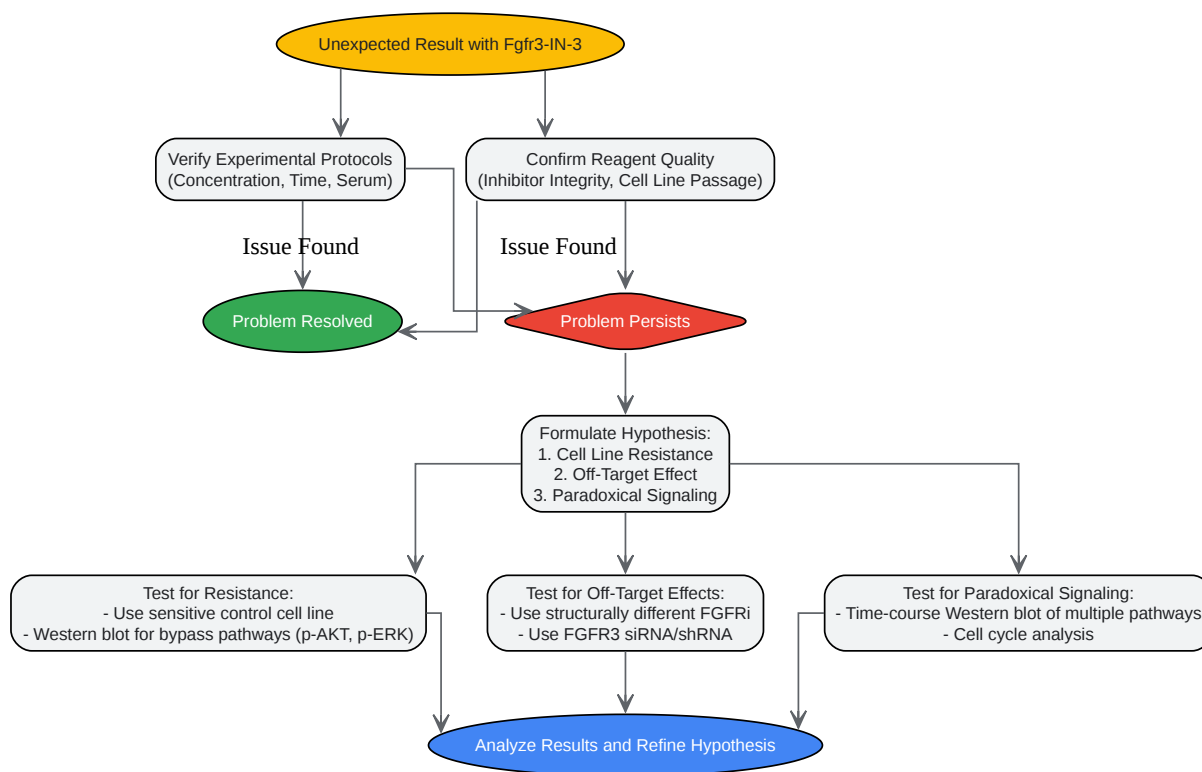 Unexpected Result with Fgfr3-IN-3
Verify Experimental Protocols
(Concentration, Time, Serum)
Confirm Reagent Quality
(Inhibitor Integrity, Cell Line Passage)
Issue Found
Issue Found
Problem Resolved
Problem Persists
Formulate Hypothesis:
1. Cell Line Resistance
2. Off-Target Effect
3. Paradoxical Signaling
Test for Resistance:
- Use sensitive control cell line
- Western blot for bypass pathways (p-AKT, p-ERK)
Test for Off-Target Effects:
- Use structurally different FGFRi
- Use FGFR3 siRNA/shRNA
Test for Paradoxical Signaling:
- Time-course Western blot of multiple pathways
- Cell cycle analysis
Analyze Results and Refine Hypothesis